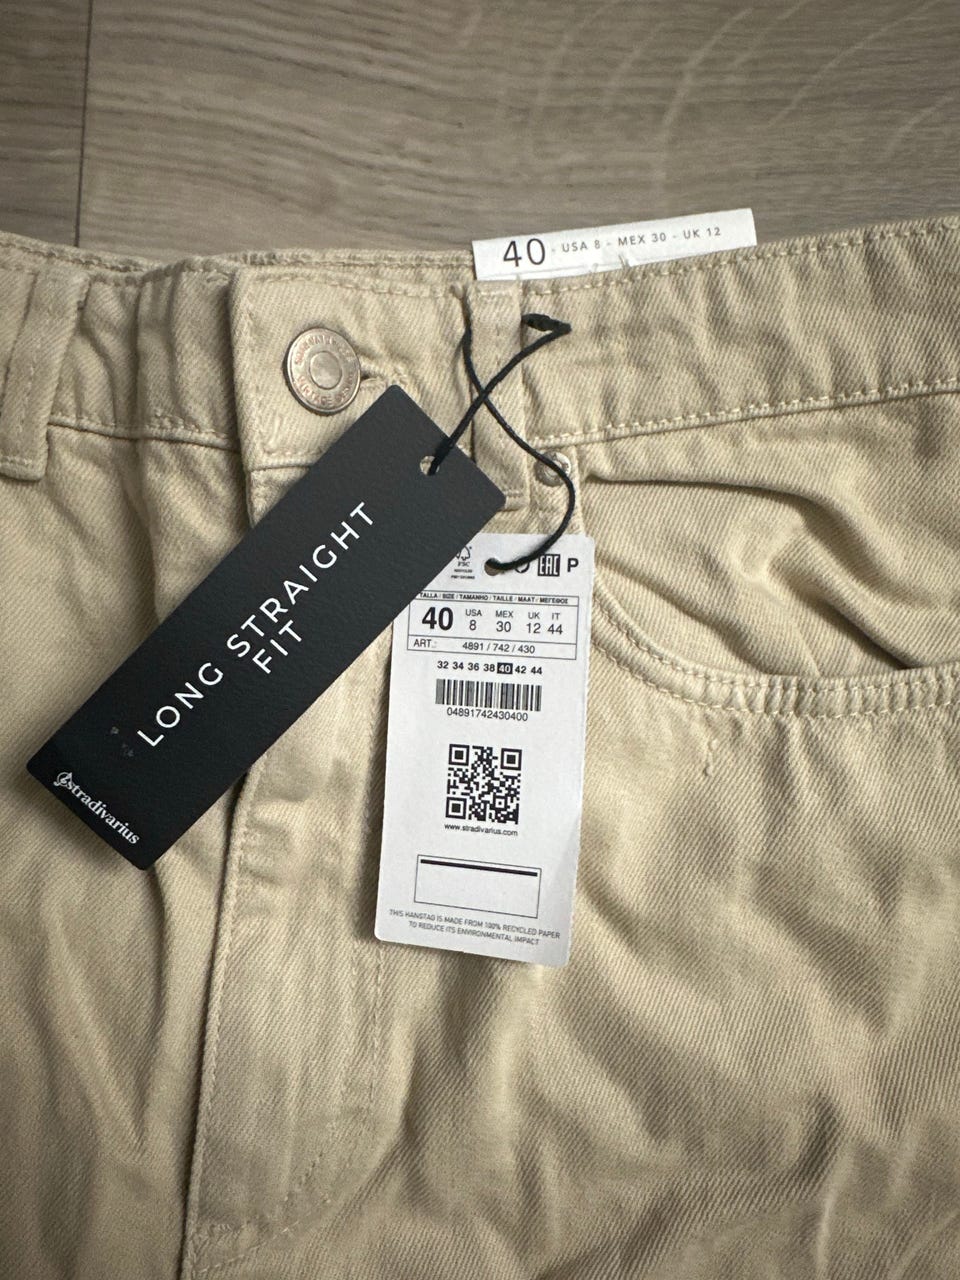 40 - USA 8 - MEX 30 - UK 12
LONG STRAIGHT
FIT
stradivarius
FSC
EAC P
TALLA / SIZE / TAMANHO / TAILLE / MAAT / ΜΕΓΕΘΟΣ
40 USA 8 MEX 30 UK 12 IT 44
ART.: 4891 / 742 / 430
32 34 36 38 40 42 44
04891742430400
www.stradivarius.com
THIS HANGTAG IS MADE FROM 100% RECYCLED PAPER
TO REDUCE ITS ENVIRONMENTAL IMPACT